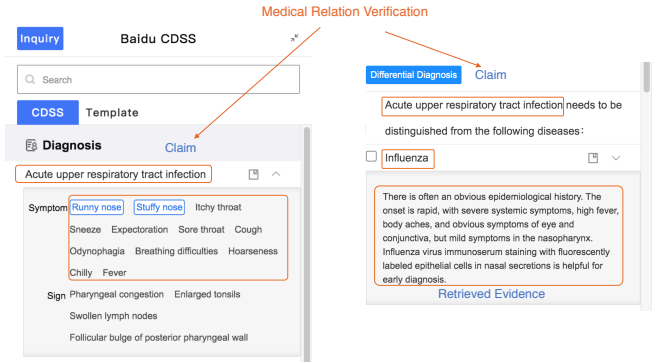 Medical Relation Verification
Inquiry
Baidu CDSS
Search
CDSS
Template
Diagnosis
Claim
Acute upper respiratory tract infection
Symptom Runny nose Stuffy nose Itchy throat
Sneeze Expectoration Sore throat Cough
Odynophagia Breathing difficulties Hoarseness
Chilly Fever
Sign Pharyngeal congestion Enlarged tonsils
Swollen lymph nodes
Follicular bulge of posterior pharyngeal wall
Differential Diagnosis
Claim
Acute upper respiratory tract infection needs to be
distinguished from the following diseases:
Influenza
There is often an obvious epidemiological history. The
onset is rapid, with severe systemic symptoms, high fever,
body aches, and obvious symptoms of eye and
conjunctiva, but mild symptoms in the nasopharynx.
Influenza virus immunoserum staining with fluorescently
labeled epithelial cells in nasal secretions is helpful for
early diagnosis.
Retrieved Evidence